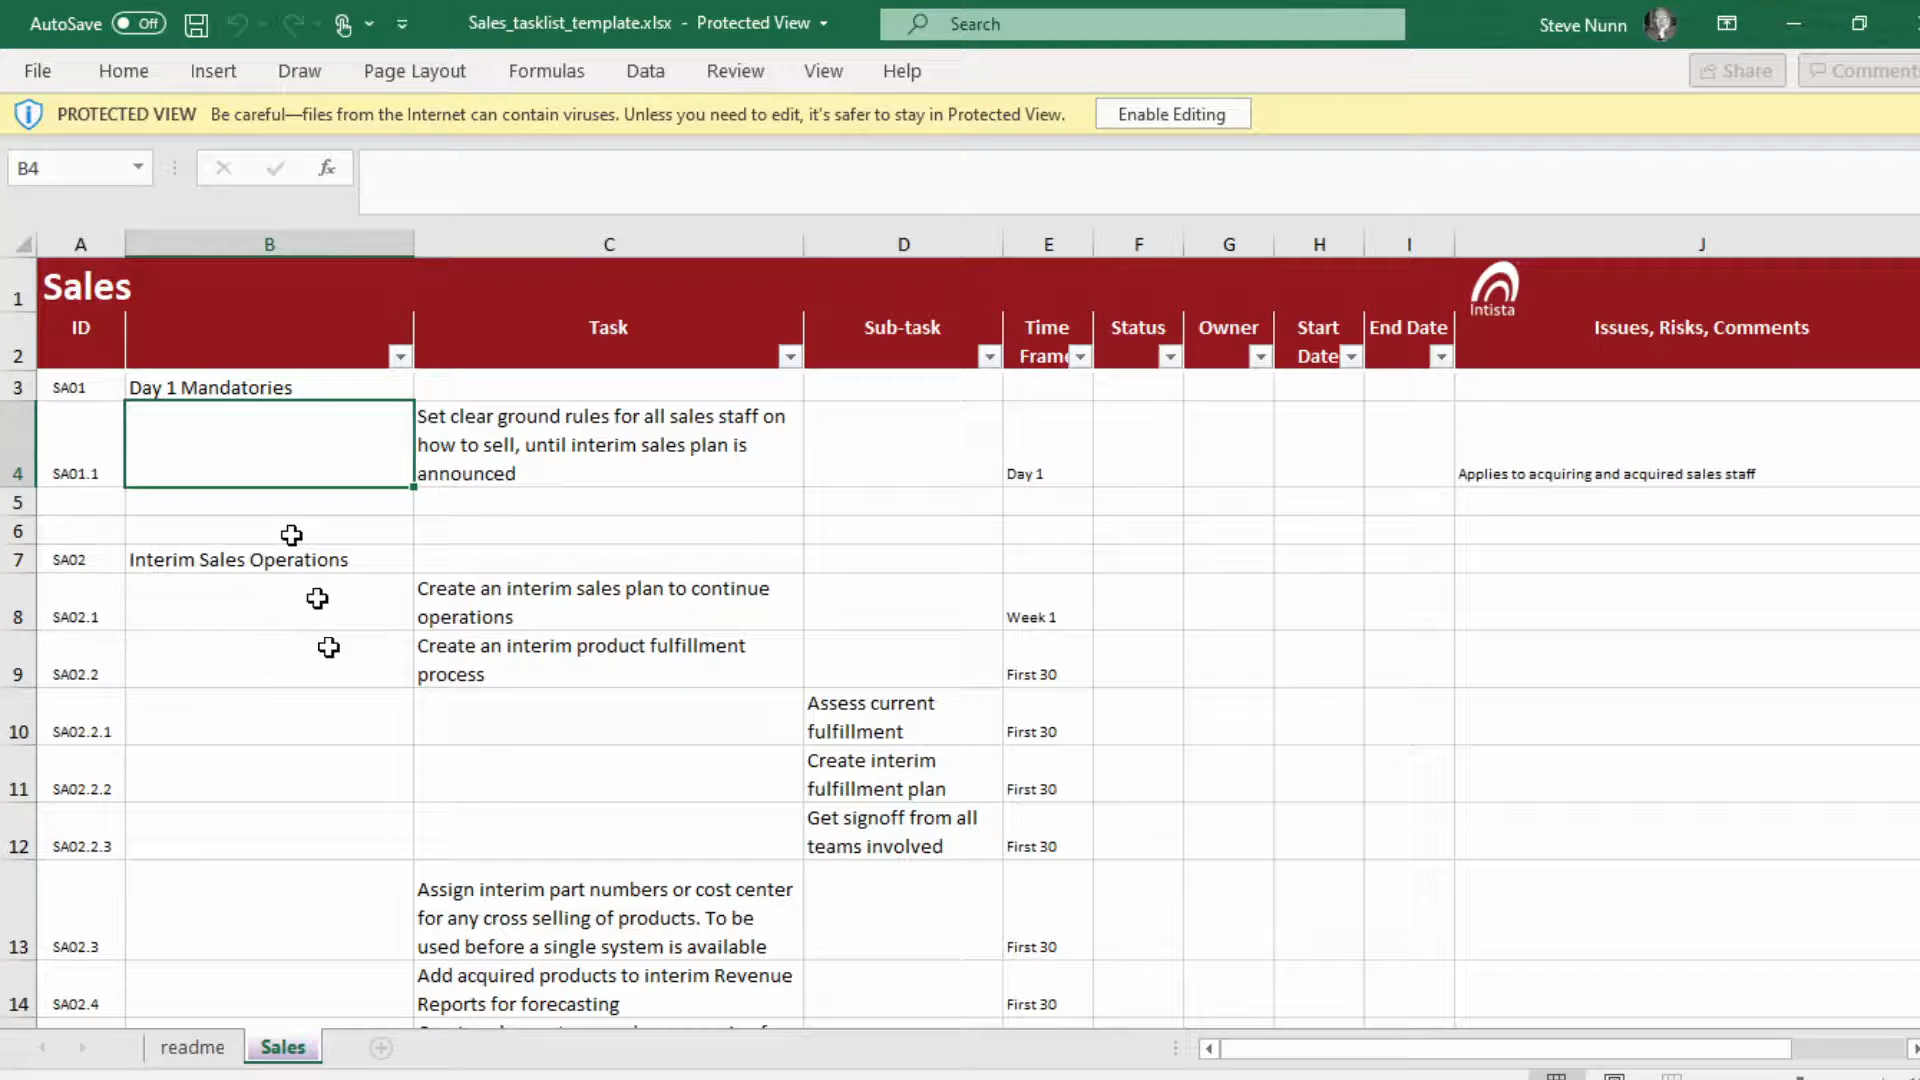 AutoSave Off Sales_tasklist_template.xlsx - Protected View Search Steve Nunn
File Home Insert Draw Page Layout Formulas Data Review View Help Share Comment
PROTECTED VIEW Be careful—files from the Internet can contain viruses. Unless you need to edit, it's safer to stay in Protected View. Enable Editing
B4 fx
A B C D E F G H I J
1 Sales Intista
ID Task Sub-task Time Status Owner Start End Date Issues, Risks, Comments
2 Frame Date
3 SA01 Day 1 Mandatories
Set clear ground rules for all sales staff on
how to sell, until interim sales plan is
4 SA01.1 announced Day 1 Applies to acquiring and acquired sales staff
5
6
7 SA02 Interim Sales Operations
Create an interim sales plan to continue
8 SA02.1 operations Week 1
Create an interim product fulfillment
9 SA02.2 process First 30
Assess current
10 SA02.2.1 fulfillment First 30
Create interim
11 SA02.2.2 fulfillment plan First 30
Get signoff from all
12 SA02.2.3 teams involved First 30
Assign interim part numbers or cost center
for any cross selling of products. To be
13 SA02.3 used before a single system is available First 30
Add acquired products to interim Revenue
14 SA02.4 Reports for forecasting First 30
readme Sales